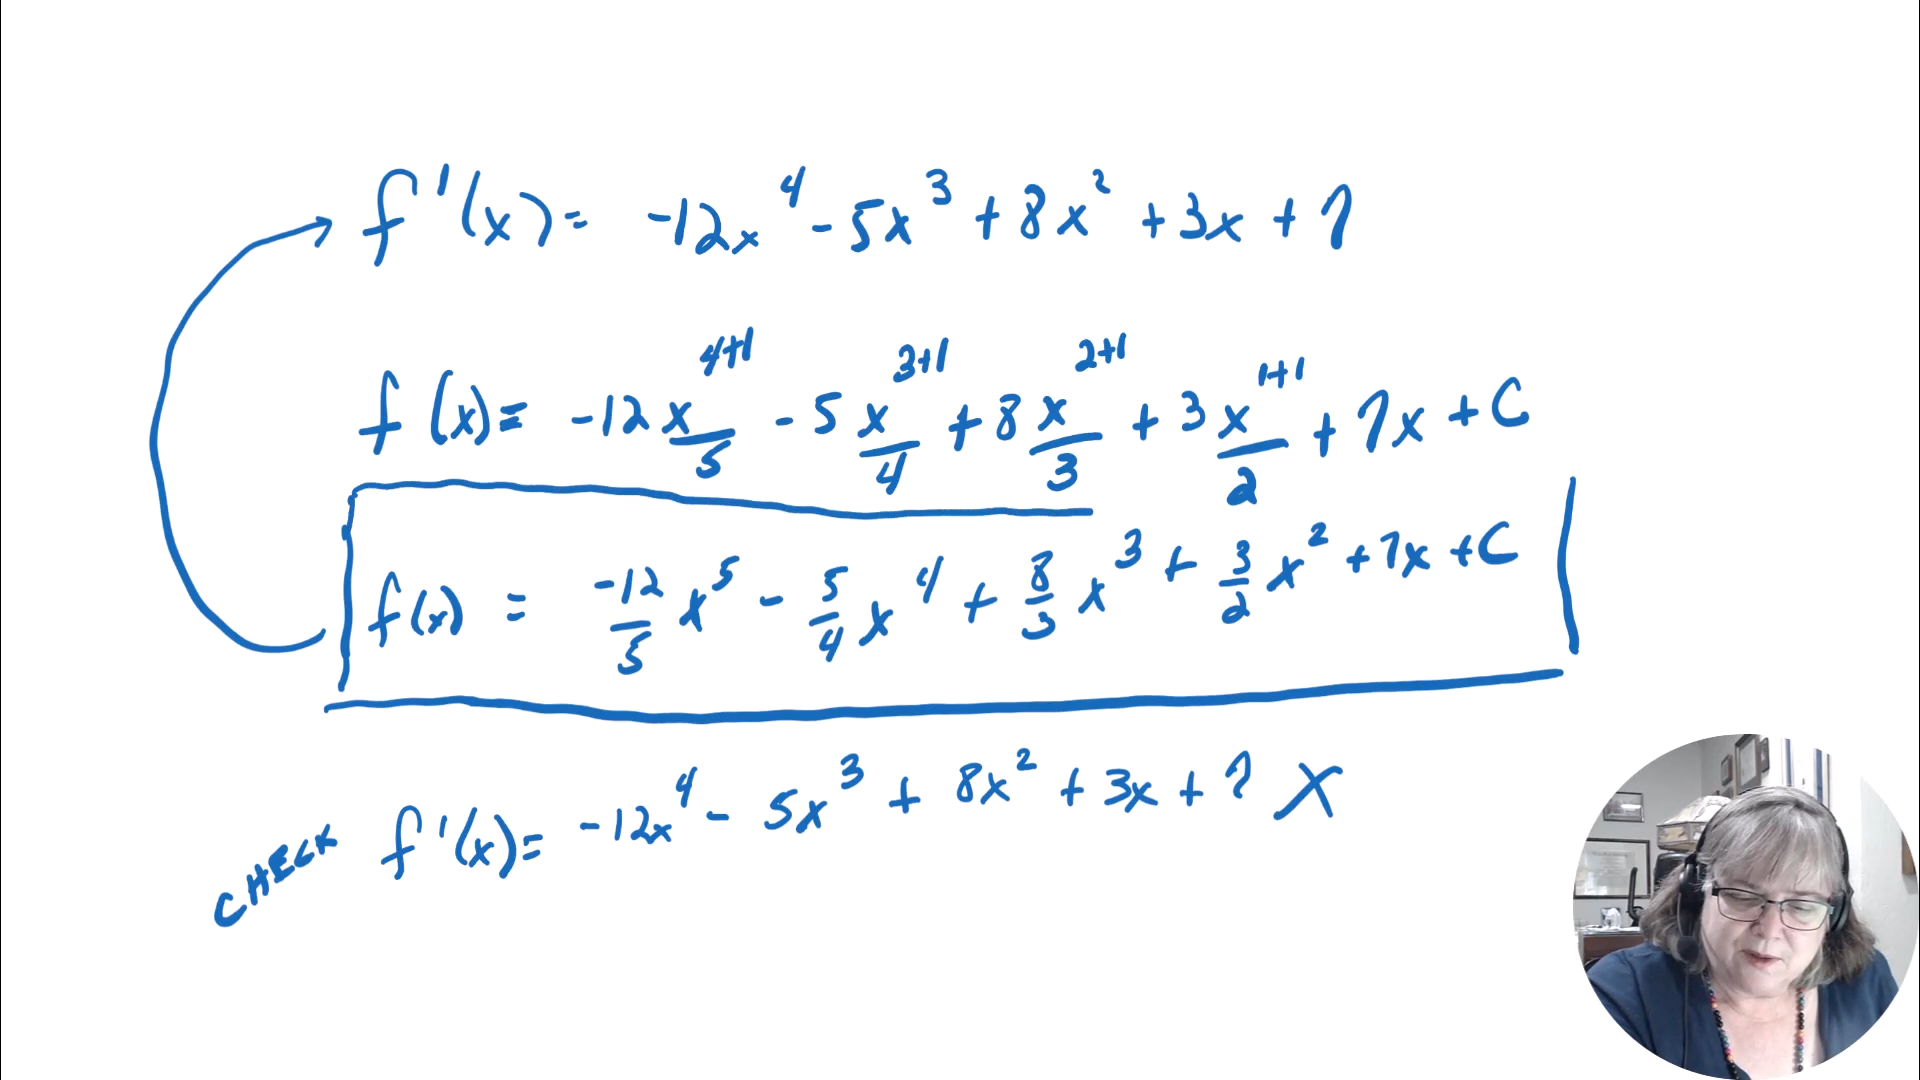 f'(x) = -12x^4 - 5x^3 + 8x^2 + 3x + 7
f(x) = -12 x^(4+1)/5 - 5 x^(3+1)/4 + 8 x^(2+1)/3 + 3 x^(1+1)/2 + 7x + C
f(x) = -12/5 x^5 - 5/4 x^4 + 8/3 x^3 + 3/2 x^2 + 7x + C
CHECK f'(x) = -12x^4 - 5x^3 + 8x^2 + 3x + 7 X